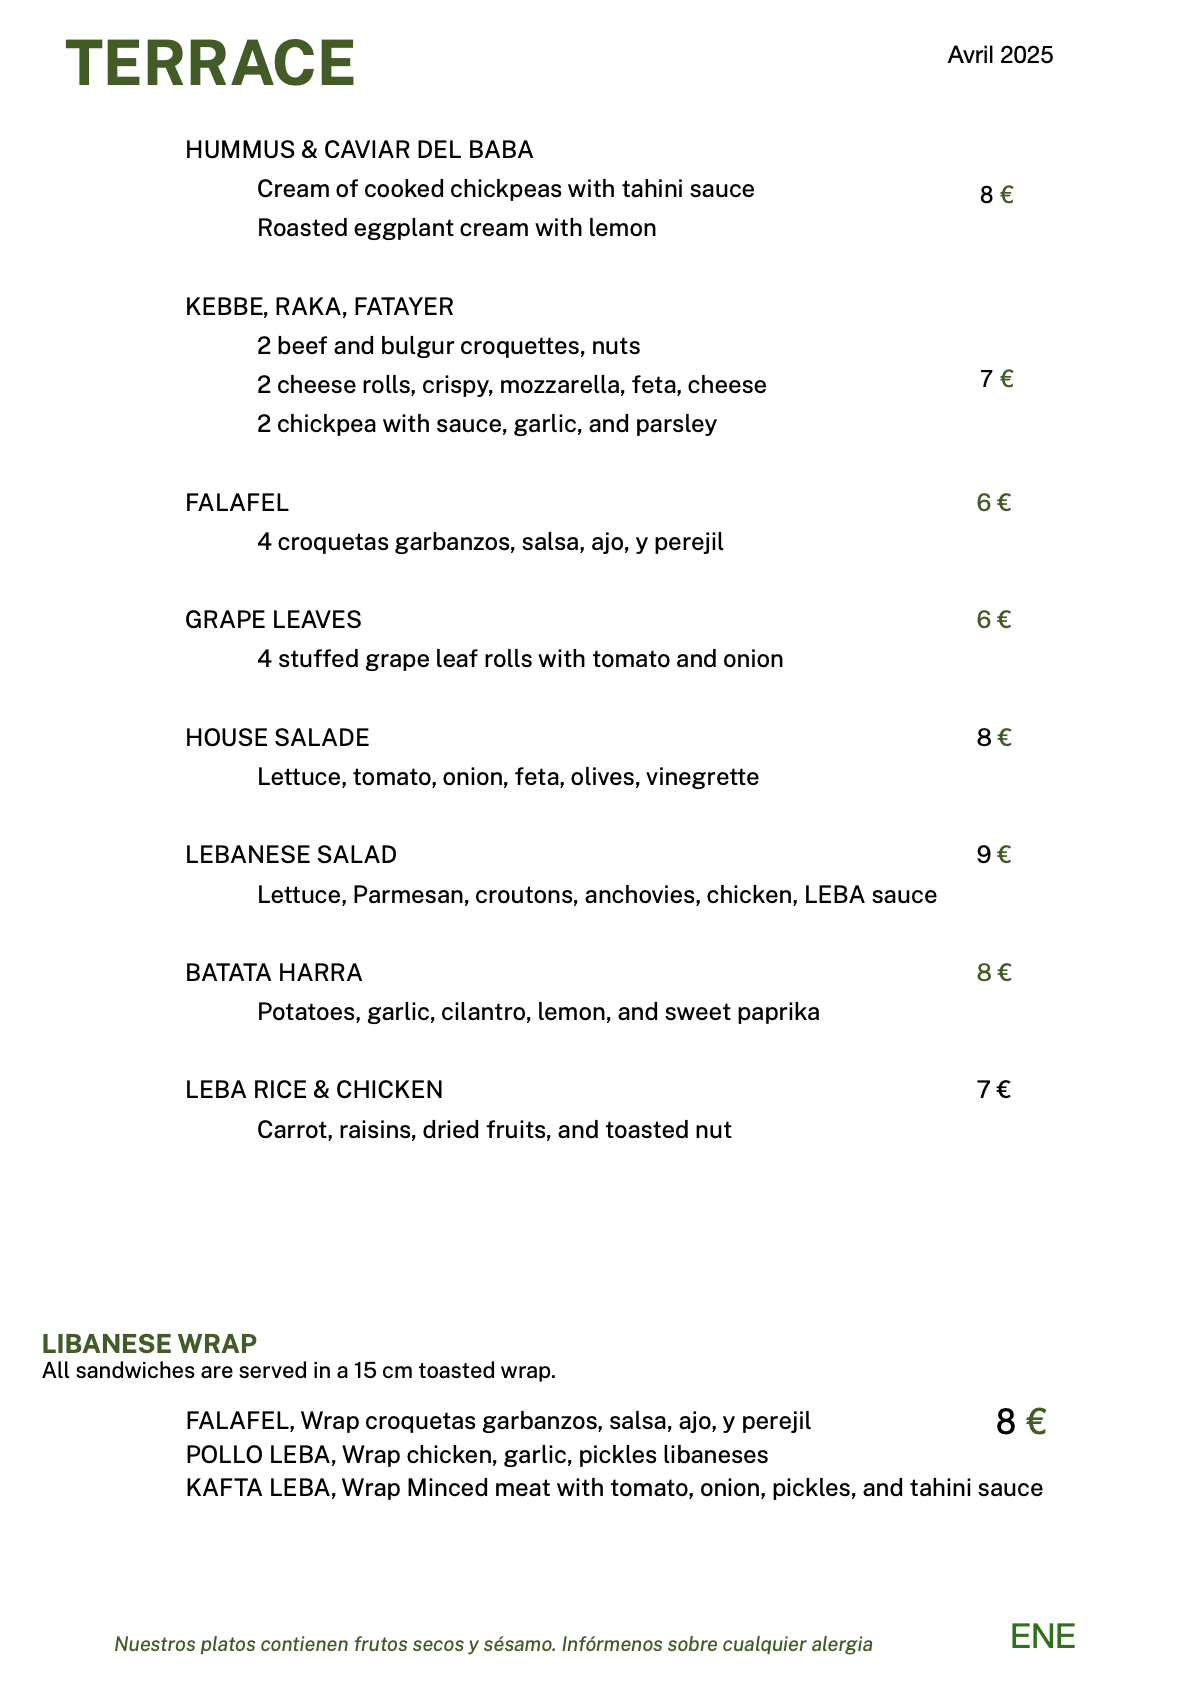 TERRACE
Avril 2025
HUMMUS & CAVIAR DEL BABA
Cream of cooked chickpeas with tahini sauce
8 €
Roasted eggplant cream with lemon
KEBBE, RAKA, FATAYER
2 beef and bulgur croquettes, nuts
2 cheese rolls, crispy, mozzarella, feta, cheese
7 €
2 chickpea with sauce, garlic, and parsley
FALAFEL 6 €
4 croquetas garbanzos, salsa, ajo, y perejil
GRAPE LEAVES 6 €
4 stuffed grape leaf rolls with tomato and onion
HOUSE SALADE 8 €
Lettuce, tomato, onion, feta, olives, vinegrette
LEBANESE SALAD 9 €
Lettuce, Parmesan, croutons, anchovies, chicken, LEBA sauce
BATATA HARRA 8 €
Potatoes, garlic, cilantro, lemon, and sweet paprika
LEBA RICE & CHICKEN 7 €
Carrot, raisins, dried fruits, and toasted nut
LIBANESE WRAP
All sandwiches are served in a 15 cm toasted wrap.
FALAFEL, Wrap croquetas garbanzos, salsa, ajo, y perejil 8 €
POLLO LEBA, Wrap chicken, garlic, pickles libaneses
KAFTA LEBA, Wrap Minced meat with tomato, onion, pickles, and tahini sauce
Nuestros platos contienen frutos secos y sésamo. Infórmenos sobre cualquier alergia
ENE